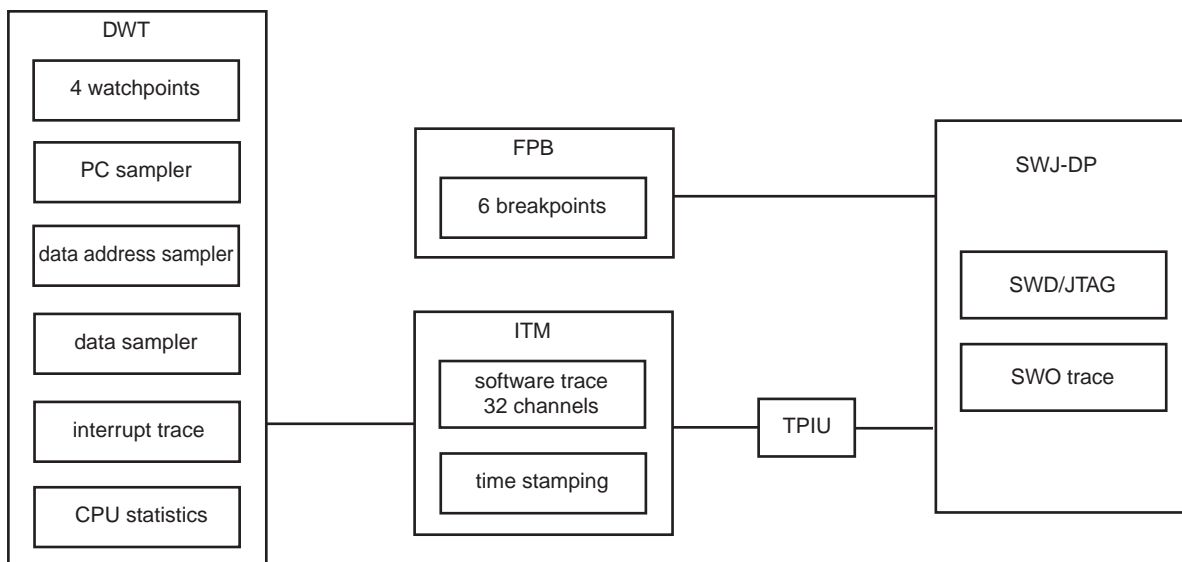 DWT
4 watchpoints
PC sampler
data address sampler
data sampler
interrupt trace
CPU statistics
FPB
6 breakpoints
ITM
software trace
32 channels
time stamping
TPIU
SWJ-DP
SWD/JTAG
SWO trace